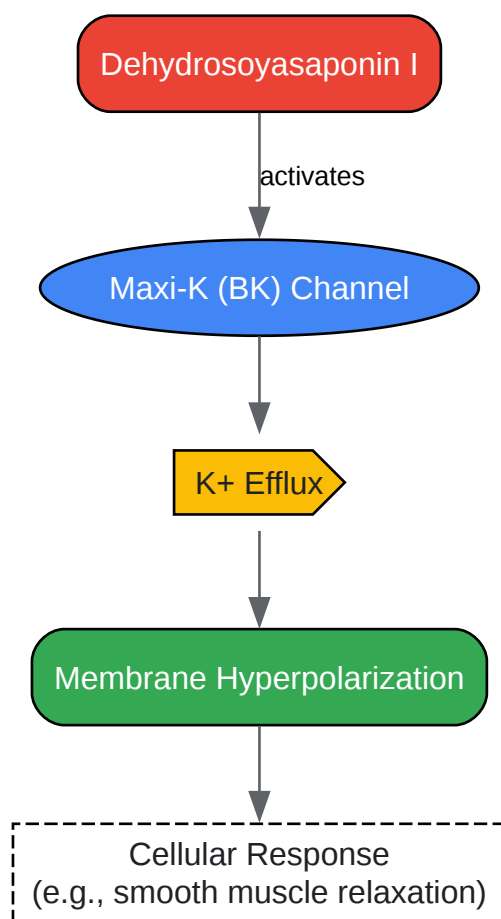 Dehydrosoyasaponin I
activates
Maxi-K (BK) Channel
K+ Efflux
Membrane Hyperpolarization
Cellular Response
(e.g., smooth muscle relaxation)